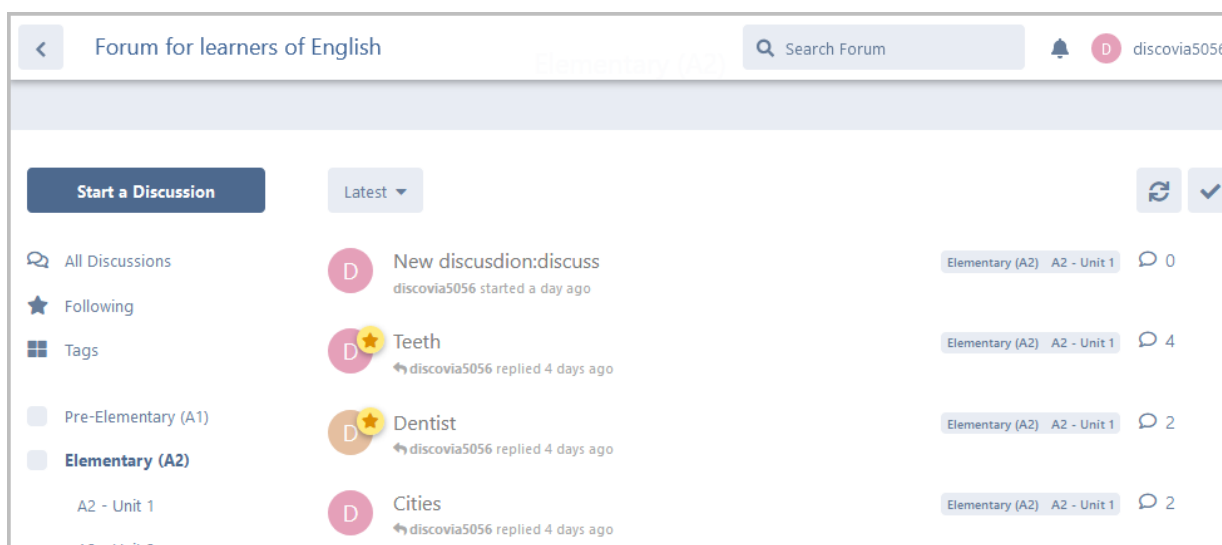 Forum for learners of English
Elementary (A2)
Search Forum
D
discovia5056
Start a Discussion
Latest
All Discussions
Following
Tags
Pre-Elementary (A1)
Elementary (A2)
A2 - Unit 1
D
New discusdion:discuss
discovia5056 started a day ago
Elementary (A2) A2 - Unit 1
0
D
Teeth
discovia5056 replied 4 days ago
Elementary (A2) A2 - Unit 1
4
D
Dentist
discovia5056 replied 4 days ago
Elementary (A2) A2 - Unit 1
2
D
Cities
discovia5056 replied 4 days ago
Elementary (A2) A2 - Unit 1
2